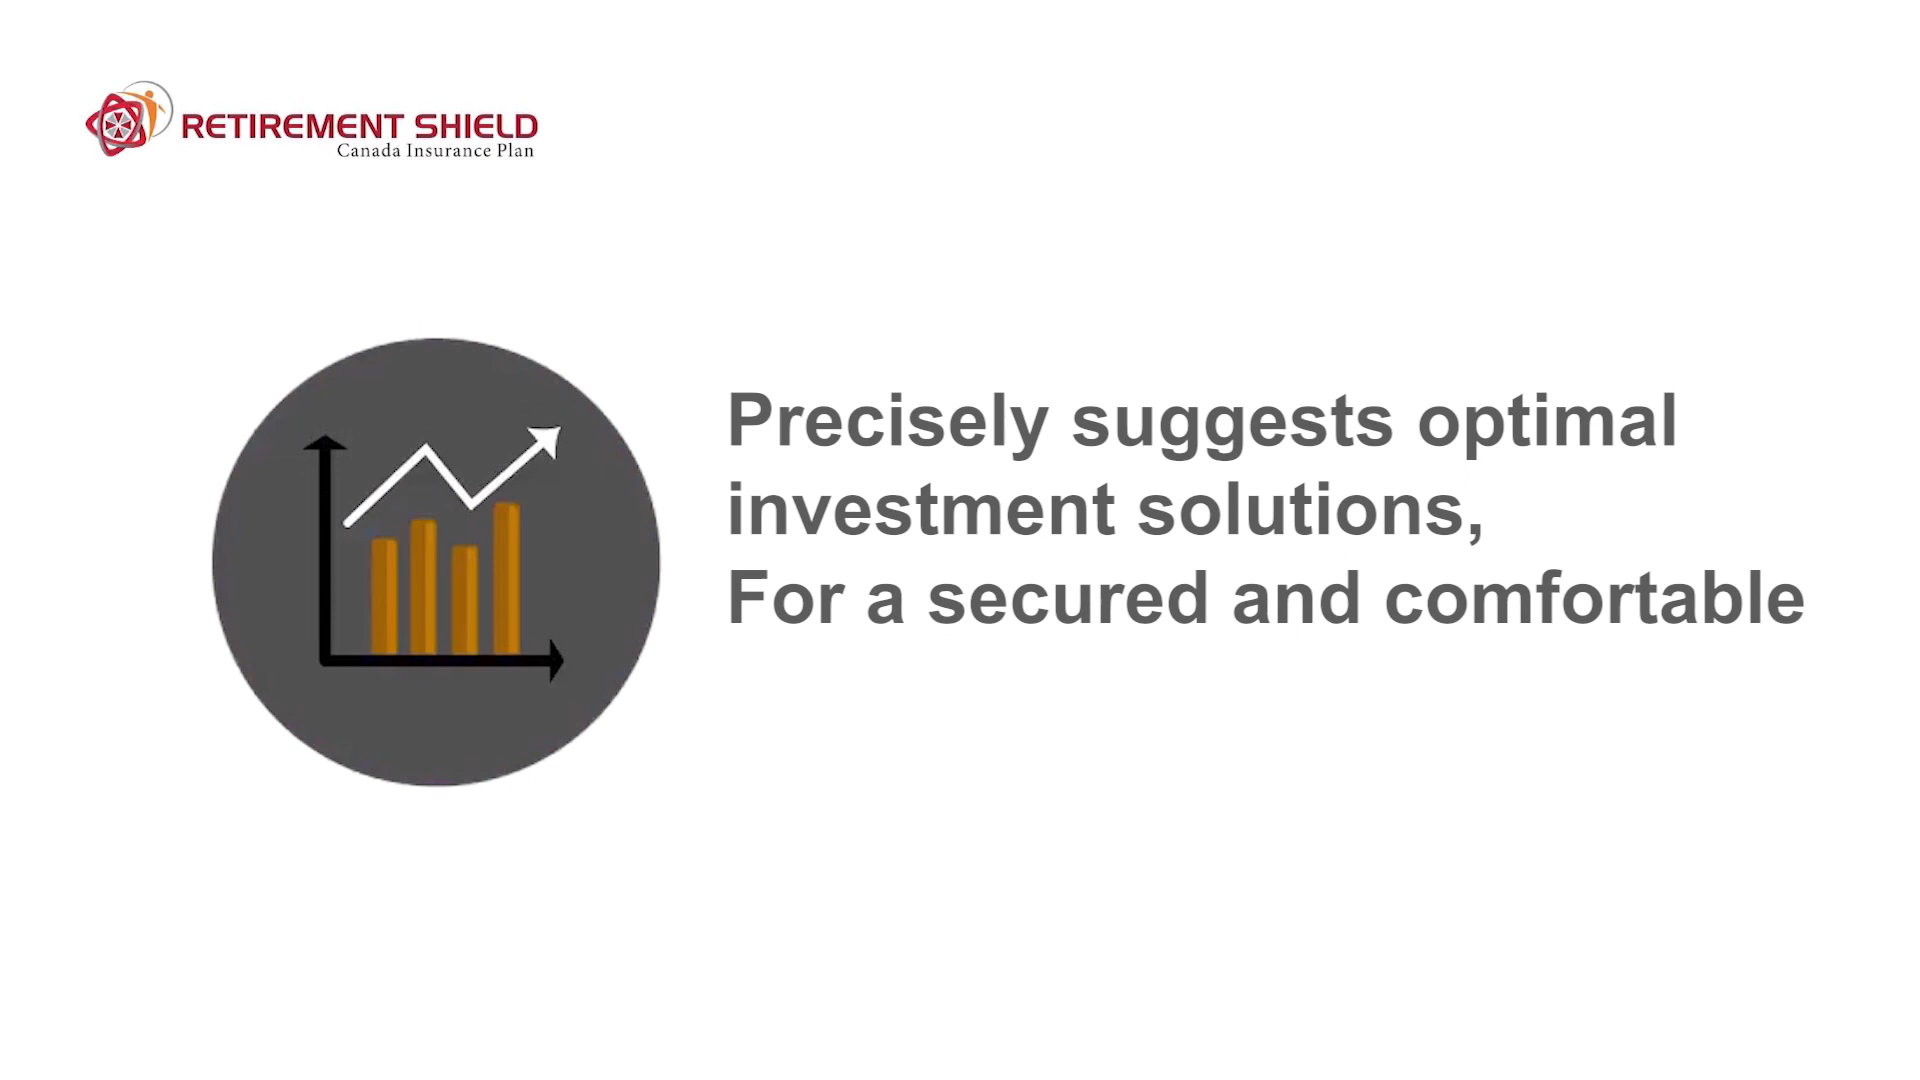 RETIREMENT SHIELD
Canada Insurance Plan
Precisely suggests optimal
investment solutions,
For a secured and comfortable